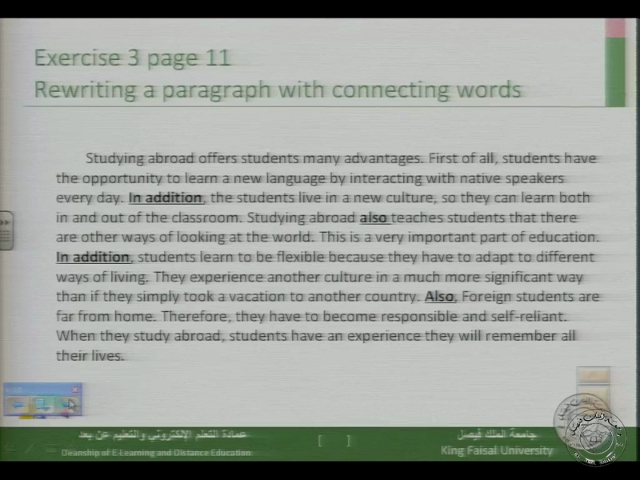 Exercise 3 page 11
Rewriting a paragraph with connecting words
Studying abroad offers students many advantages. First of all, students have
the opportunity to learn a new language by interacting with native speakers
every day. In addition, the students live in a new culture, so they can learn both
in and out of the classroom. Studying abroad also teaches students that there
are other ways of looking at the world. This is a very important part of education.
In addition, students learn to be flexible because they have to adapt to different
ways of living. They experience another culture in a much more significant way
than if they simply took a vacation to another country. Also, Foreign students are
far from home. Therefore, they have to become responsible and self-reliant.
When they study abroad, students have an experience they will remember all
their lives.
عمادة التعلم الإلكتروني والتعليم عن بعد
Deanship of E-Learning and Distance Education
[ ]
جامعة الملك فيصل
King Faisal University